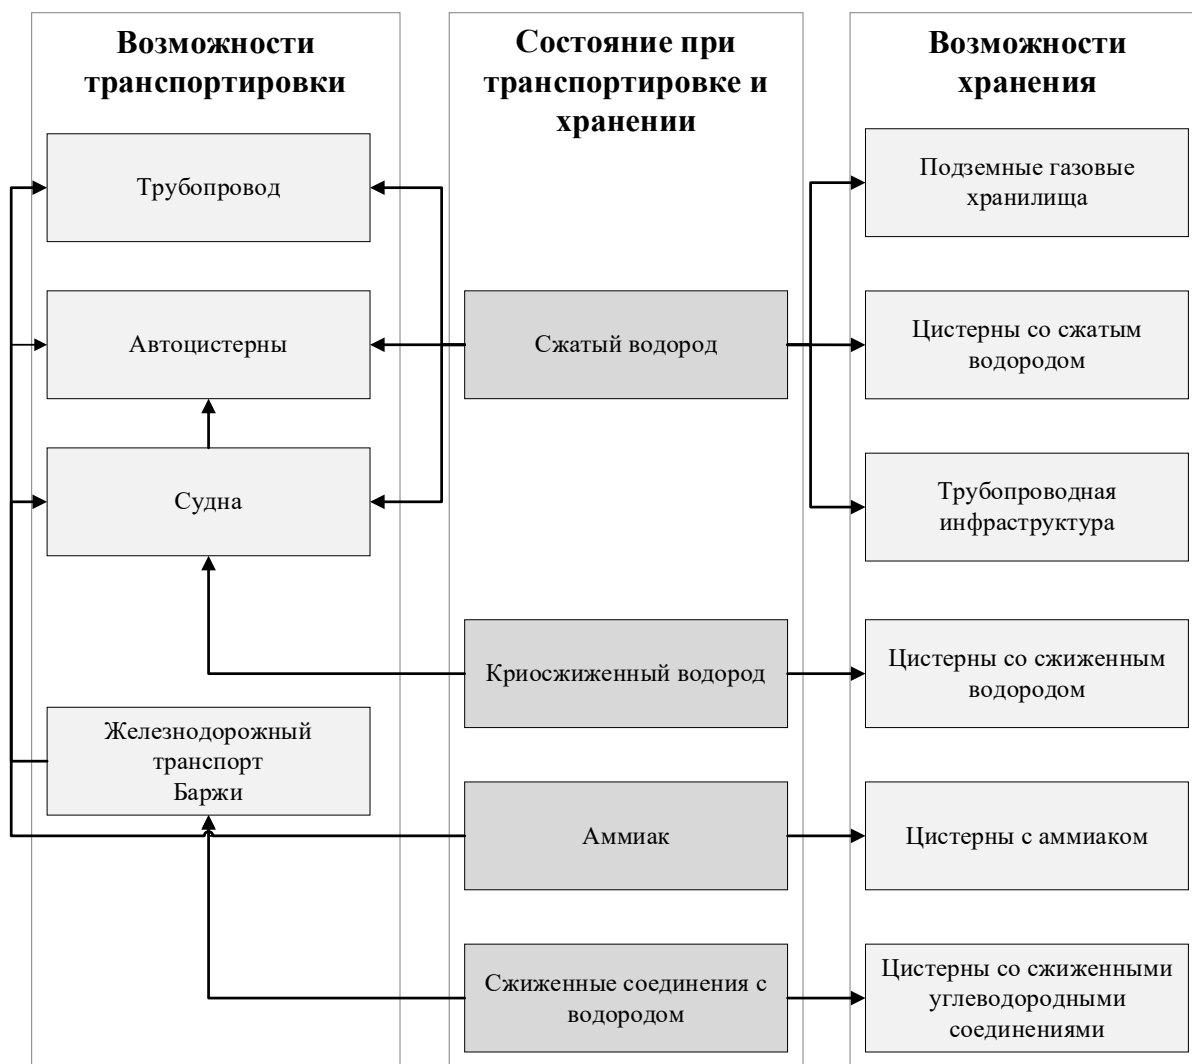 Возможности
транспортировки
Трубопровод
Автоцистерны
Судна
Железнодорожный
транспорт
Баржи
Состояние при
транспортировке и
хранении
Сжатый водород
Криосжиженный водород
Аммиак
Сжиженные соединения с
водородом
Возможности
хранения
Подземные газовые
хранилища
Цистерны со сжатым
водородом
Трубопроводная
инфраструктура
Цистерны со сжиженным
водородом
Цистерны с аммиаком
Цистерны со сжиженными
углеводородными
соединениями